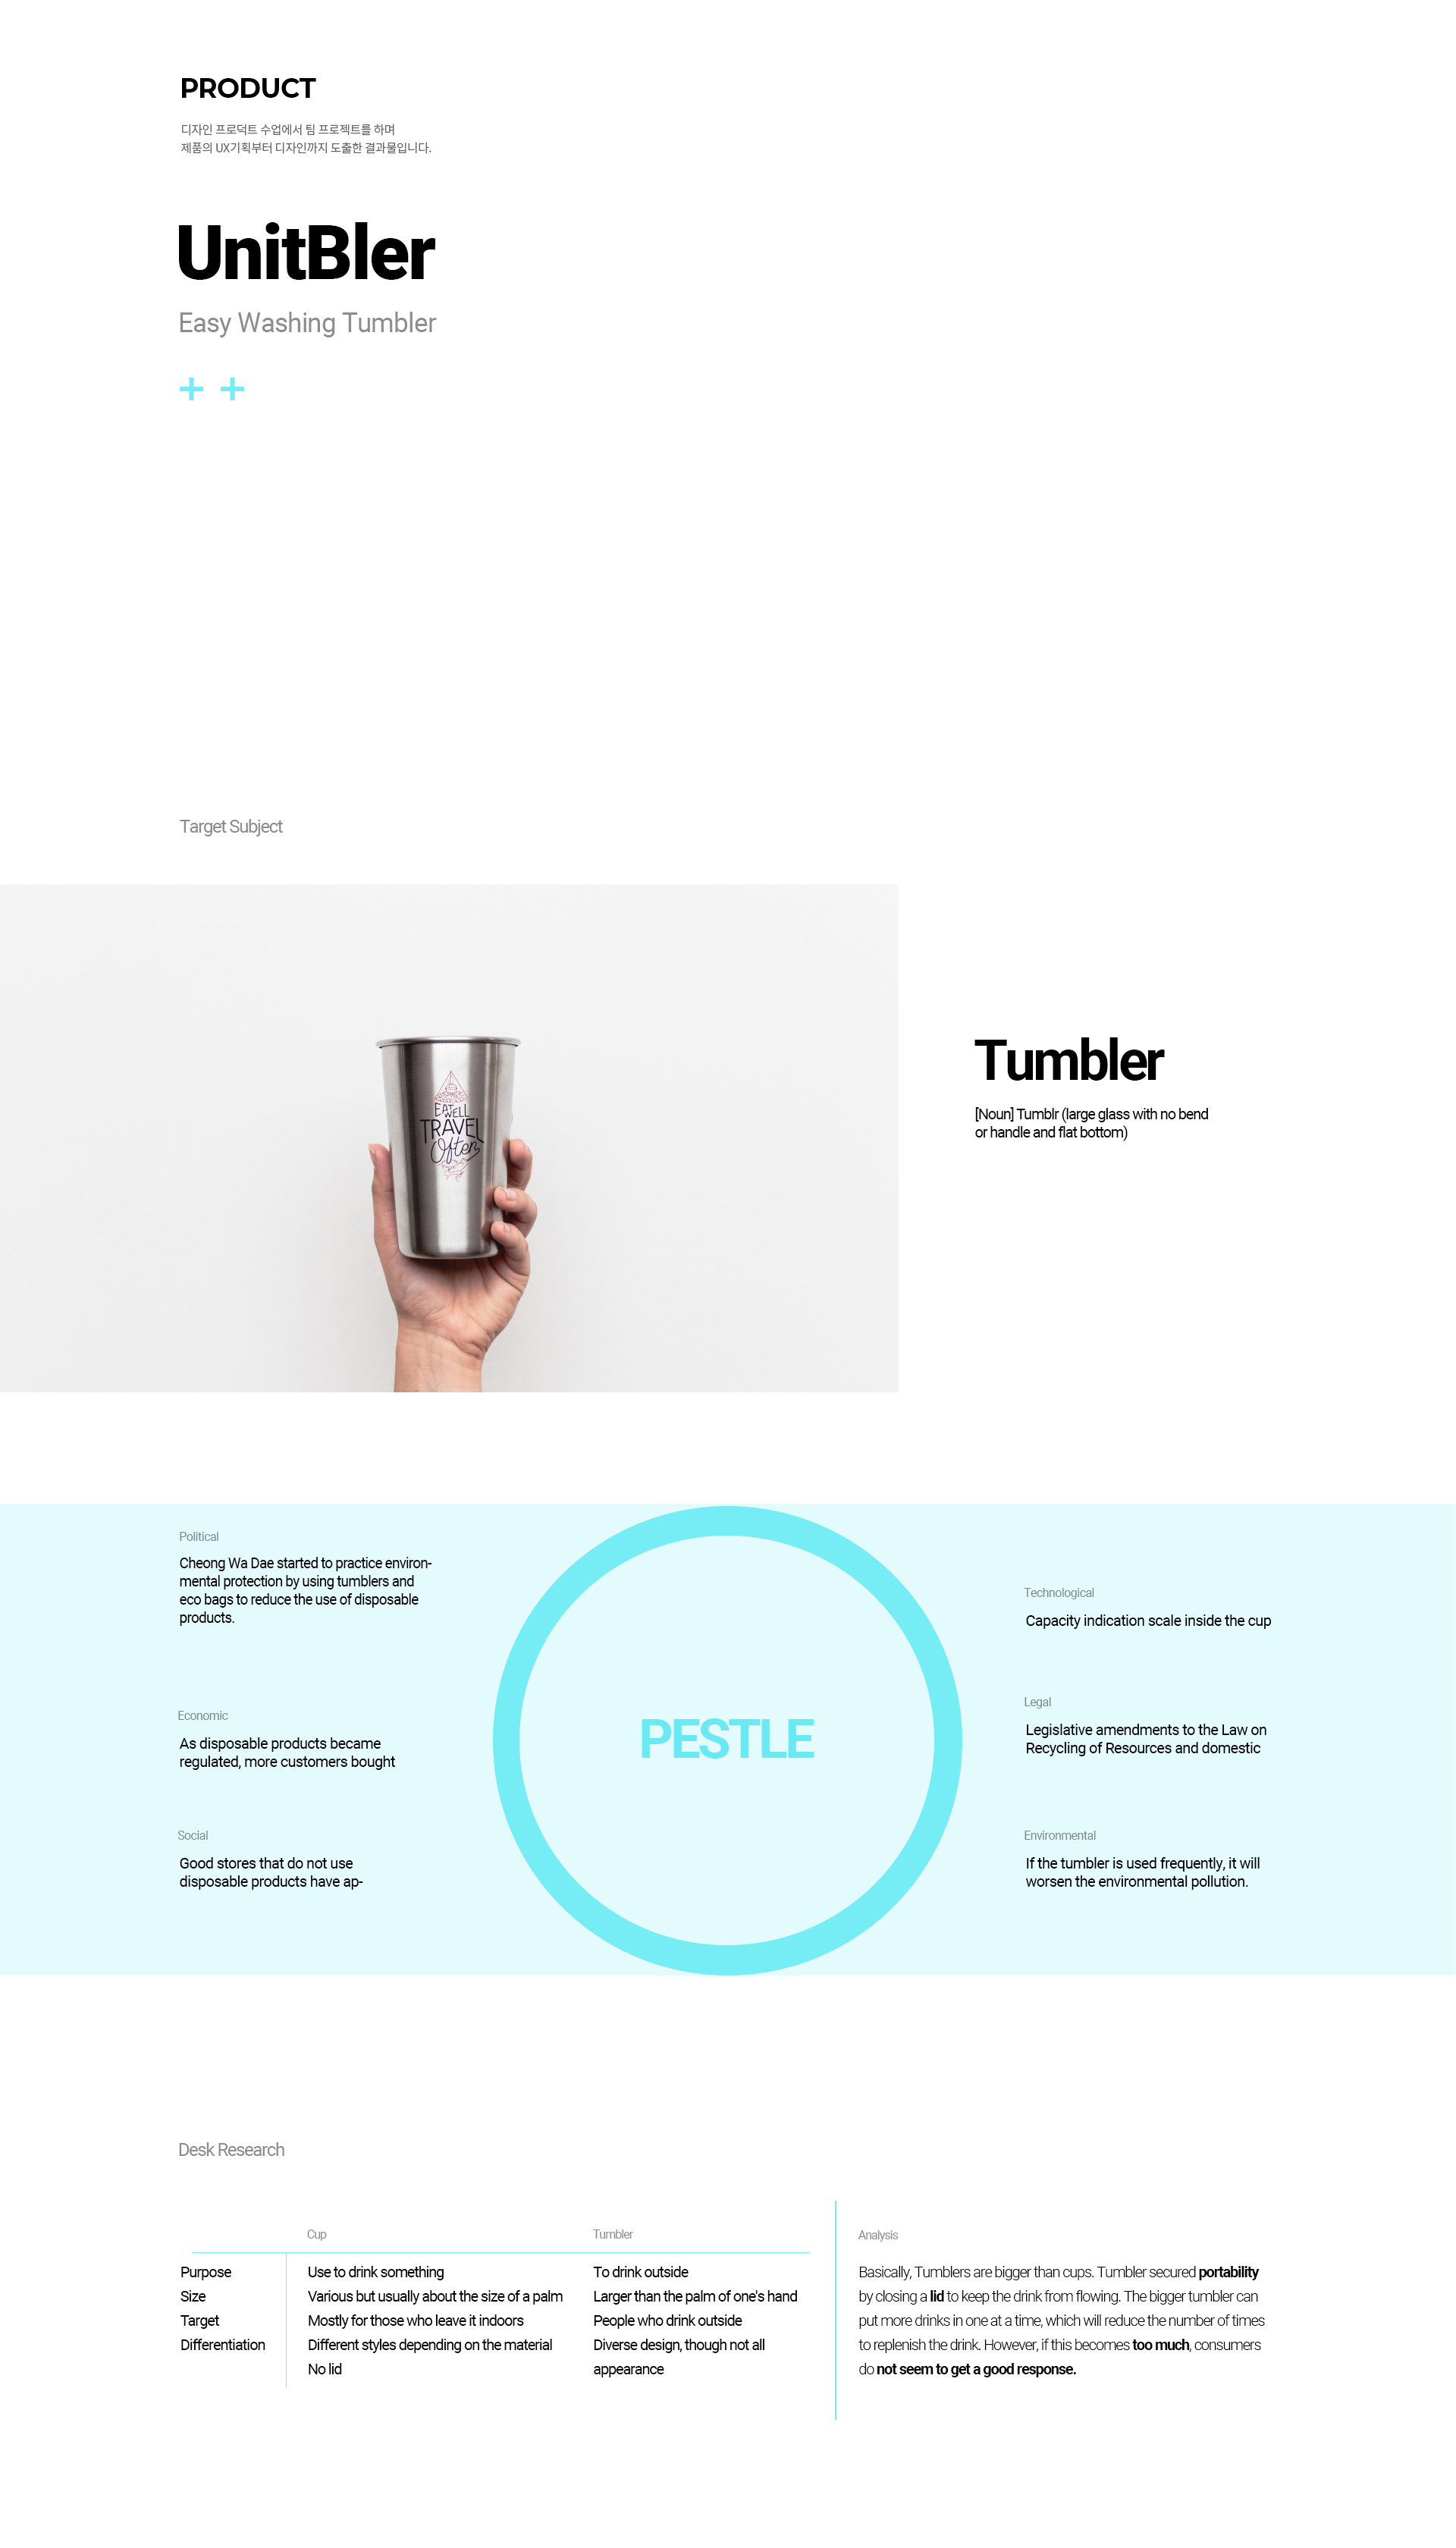 PRODUCT
디자인 프로덕트 수업에서 팀 프로젝트를 하며
제품의 UX기획부터 디자인까지 도출한 결과물입니다.
UnitBler
Easy Washing Tumbler
+ +
Target Subject
EAT WELL
TRAVEL
Often
Tumbler
[Noun] Tumblr (large glass with no bend
or handle and flat bottom)
Political
Cheong Wa Dae started to practice environ-
mental protection by using tumblers and
eco bags to reduce the use of disposable
products.
Economic
As disposable products became
regulated, more customers bought
Social
Good stores that do not use
disposable products have ap-
PESTLE
Technological
Capacity indication scale inside the cup
Legal
Legislative amendments to the Law on
Recycling of Resources and domestic
Environmental
If the tumbler is used frequently, it will
worsen the environmental pollution.
Desk Research
Cup Tumbler
Purpose Use to drink something To drink outside
Size Various but usually about the size of a palm Larger than the palm of one's hand
Target Mostly for those who leave it indoors People who drink outside
Differentiation Different styles depending on the material Diverse design, though not all
No lid appearance
Analysis
Basically, Tumblers are bigger than cups. Tumbler secured portability
by closing a lid to keep the drink from flowing. The bigger tumbler can
put more drinks in one at a time, which will reduce the number of times
to replenish the drink. However, if this becomes too much, consumers
do not seem to get a good response.